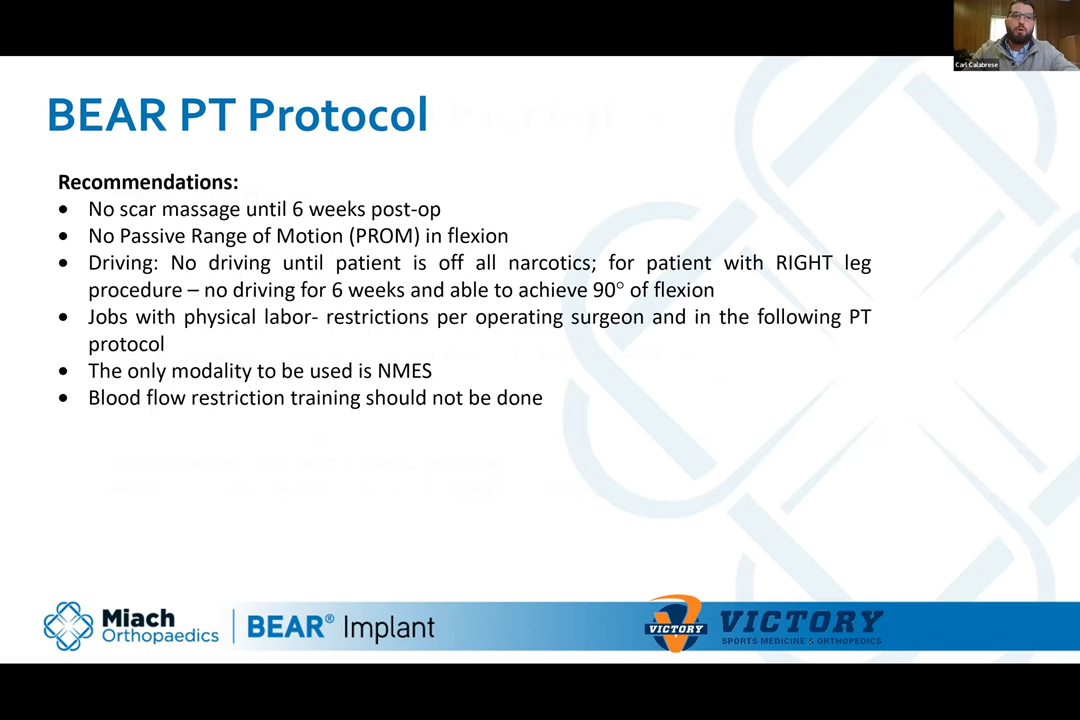 Carl Calabrese
BEAR PT Protocol
Recommendations:
• No scar massage until 6 weeks post-op
• No Passive Range of Motion (PROM) in flexion
• Driving: No driving until patient is off all narcotics; for patient with RIGHT leg
procedure – no driving for 6 weeks and able to achieve 90° of flexion
• Jobs with physical labor- restrictions per operating surgeon and in the following PT
protocol
• The only modality to be used is NMES
• Blood flow restriction training should not be done
Miach
Orthopaedics
BEAR® Implant
VICTORY
VICTORY
SPORTS MEDICINE & ORTHOPEDICS